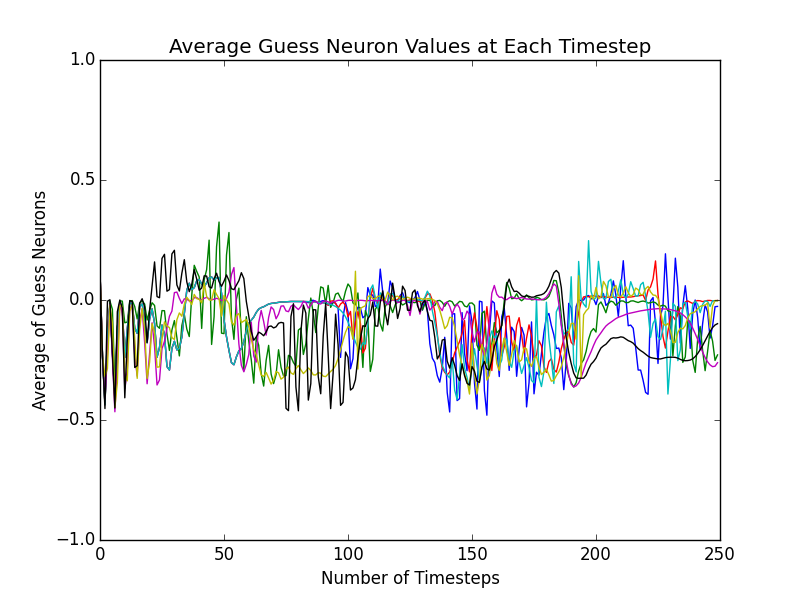 Average Guess Neuron Values at Each Timestep
1.0
0.5
0.0
−0.5
−1.0
Average of Guess Neurons
0 50 100 150 200 250
Number of Timesteps